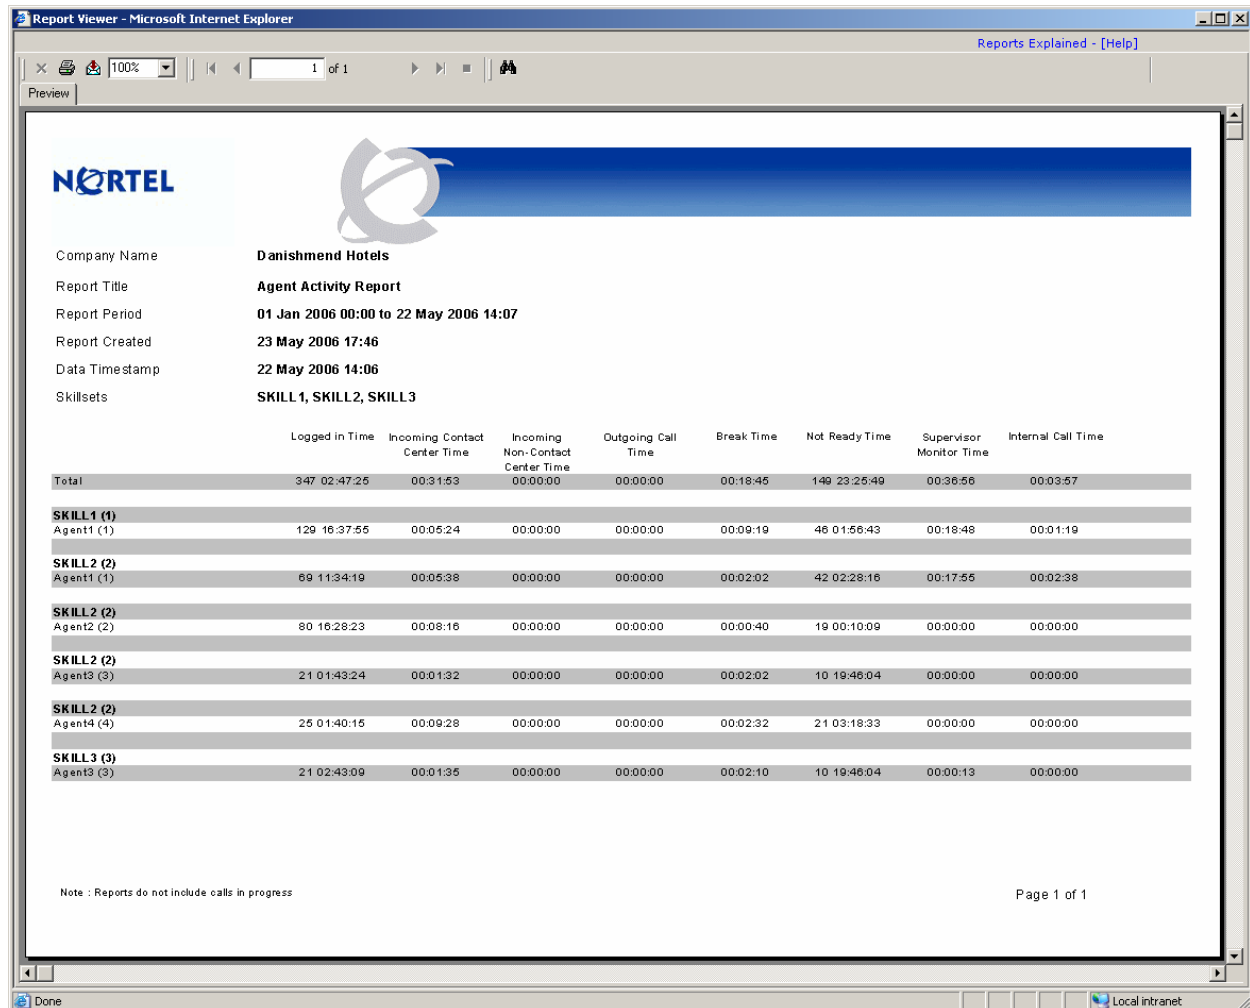 Report Viewer - Microsoft Internet Explorer
Reports Explained - [Help]
100%
1 of 1
Preview
NORTEL
Company Name Danishmend Hotels
Report Title Agent Activity Report
Report Period 01 Jan 2006 00:00 to 22 May 2006 14:07
Report Created 23 May 2006 17:46
Data Timestamp 22 May 2006 14:06
Skillsets SKILL1, SKILL2, SKILL3
Logged in Time Incoming Contact Incoming Outgoing Call Break Time Not Ready Time Supervisor Internal Call Time
Center Time Non-Contact Time Monitor Time
Center Time
Total 347 02:47:25 00:31:53 00:00:00 00:00:00 00:18:45 149 23:25:49 00:36:56 00:03:57
SKILL1 (1)
Agent1 (1) 129 16:37:55 00:05:24 00:00:00 00:00:00 00:09:19 46 01:56:43 00:18:48 00:01:19
SKILL2 (2)
Agent1 (1) 69 11:34:19 00:05:38 00:00:00 00:00:00 00:02:02 42 02:28:16 00:17:55 00:02:38
SKILL2 (2)
Agent2 (2) 80 16:28:23 00:08:16 00:00:00 00:00:00 00:00:40 19 00:10:09 00:00:00 00:00:00
SKILL2 (2)
Agent3 (3) 21 01:43:24 00:01:32 00:00:00 00:00:00 00:02:02 10 19:46:04 00:00:00 00:00:00
SKILL2 (2)
Agent4 (4) 25 01:40:15 00:09:28 00:00:00 00:00:00 00:02:32 21 03:18:33 00:00:00 00:00:00
SKILL3 (3)
Agent3 (3) 21 02:43:09 00:01:35 00:00:00 00:00:00 00:02:10 10 19:46:04 00:00:13 00:00:00
Note : Reports do not include calls in progress
Page 1 of 1
Done
Local intranet